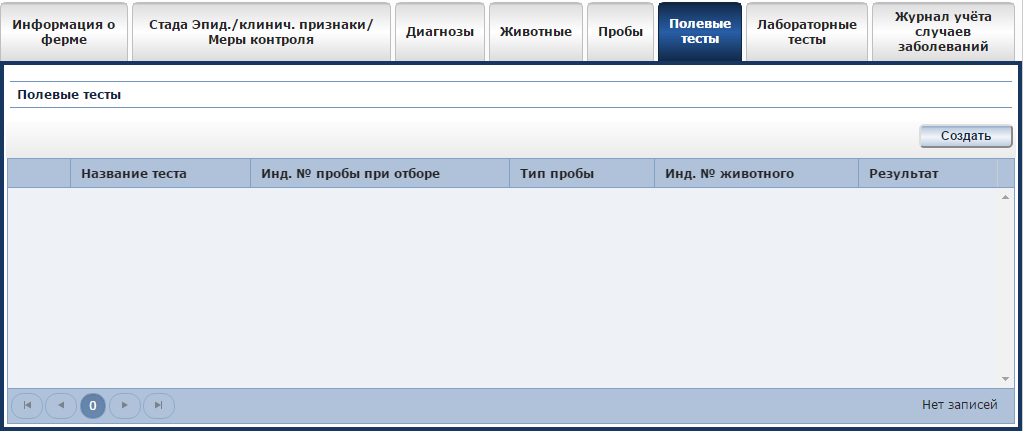 Информация о
ферме
Стада Эпид./клинич. признаки/
Меры контроля
Диагнозы
Животные
Пробы
Полевые
тесты
Лабораторные
тесты
Журнал учёта
случаев
заболеваний
Полевые тесты
Создать
Название теста
Инд. № пробы при отборе
Тип пробы
Инд. № животного
Результат
0
Нет записей